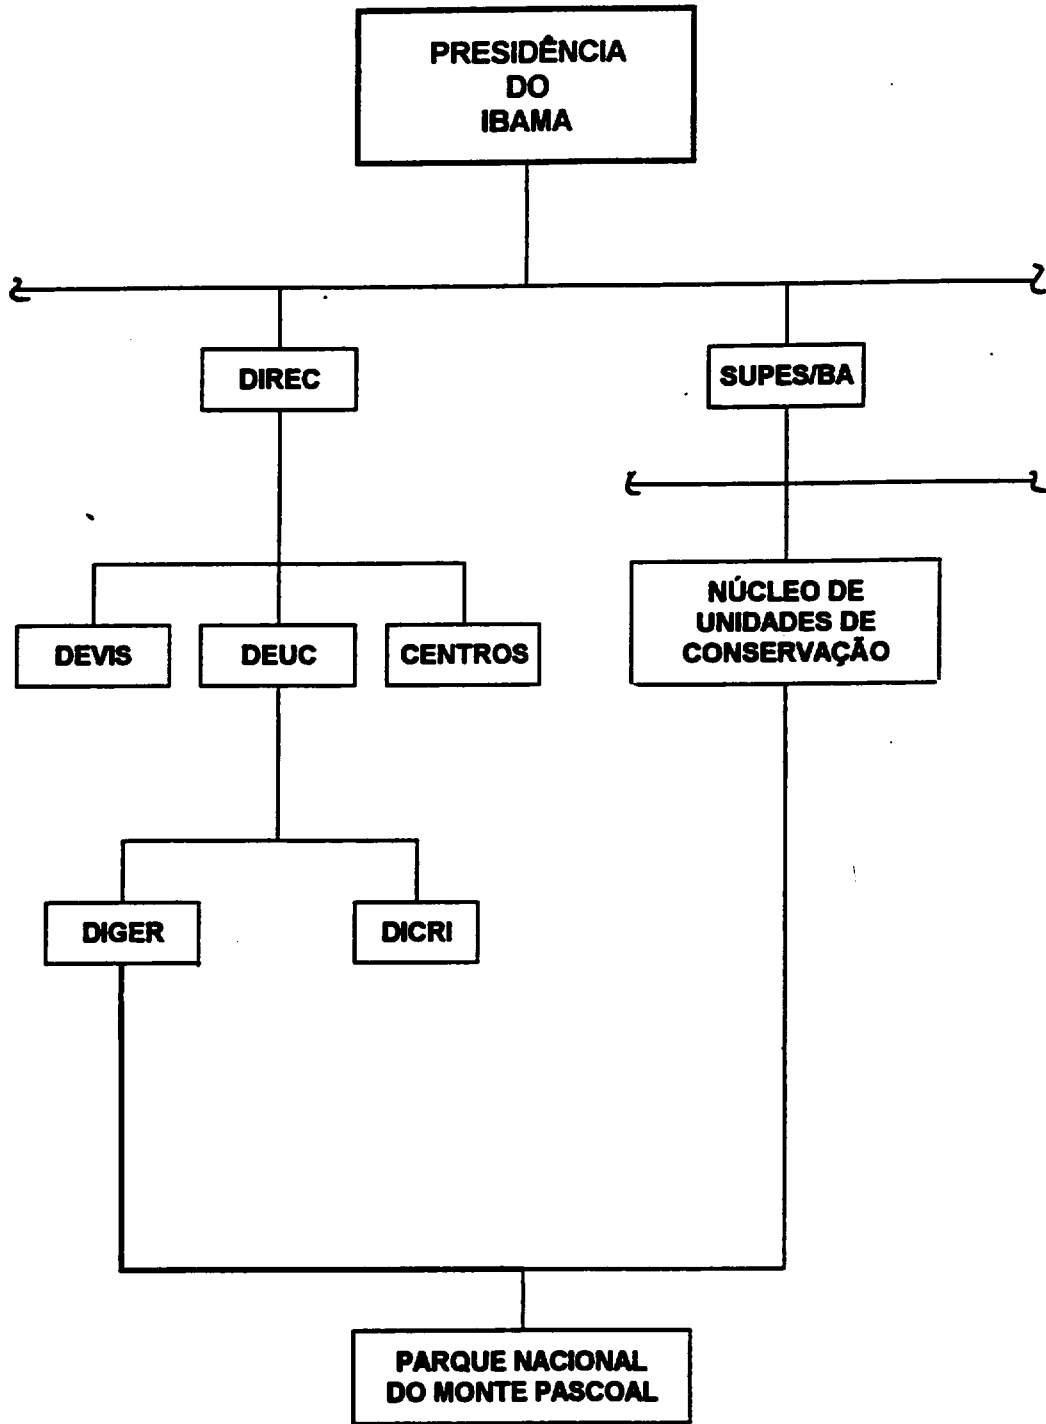 PRESIDÊNCIA
DO
IBAMA
DIREC
SUPES/BA
DEVIS
DEUC
CENTROS
NÚCLEO DE
UNIDADES DE
CONSERVAÇÃO
DIGER
DICRI
PARQUE NACIONAL
DO MONTE PASCOAL